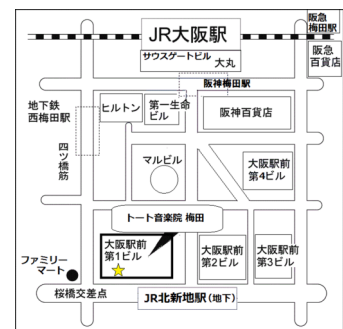 JR大阪駅
阪急
梅田駅
サウスゲートビル
大丸
阪急
百貨店
阪神梅田駅
地下鉄
西梅田駅
ヒルトン
第一生命
ビル
阪神百貨店
四ツ橋筋
マルビル
大阪駅前
第4ビル
トート音楽院 梅田
大阪駅前
第1ビル
大阪駅前
第2ビル
大阪駅前
第3ビル
ファミリー
マート
桜橋交差点
JR北新地駅(地下)